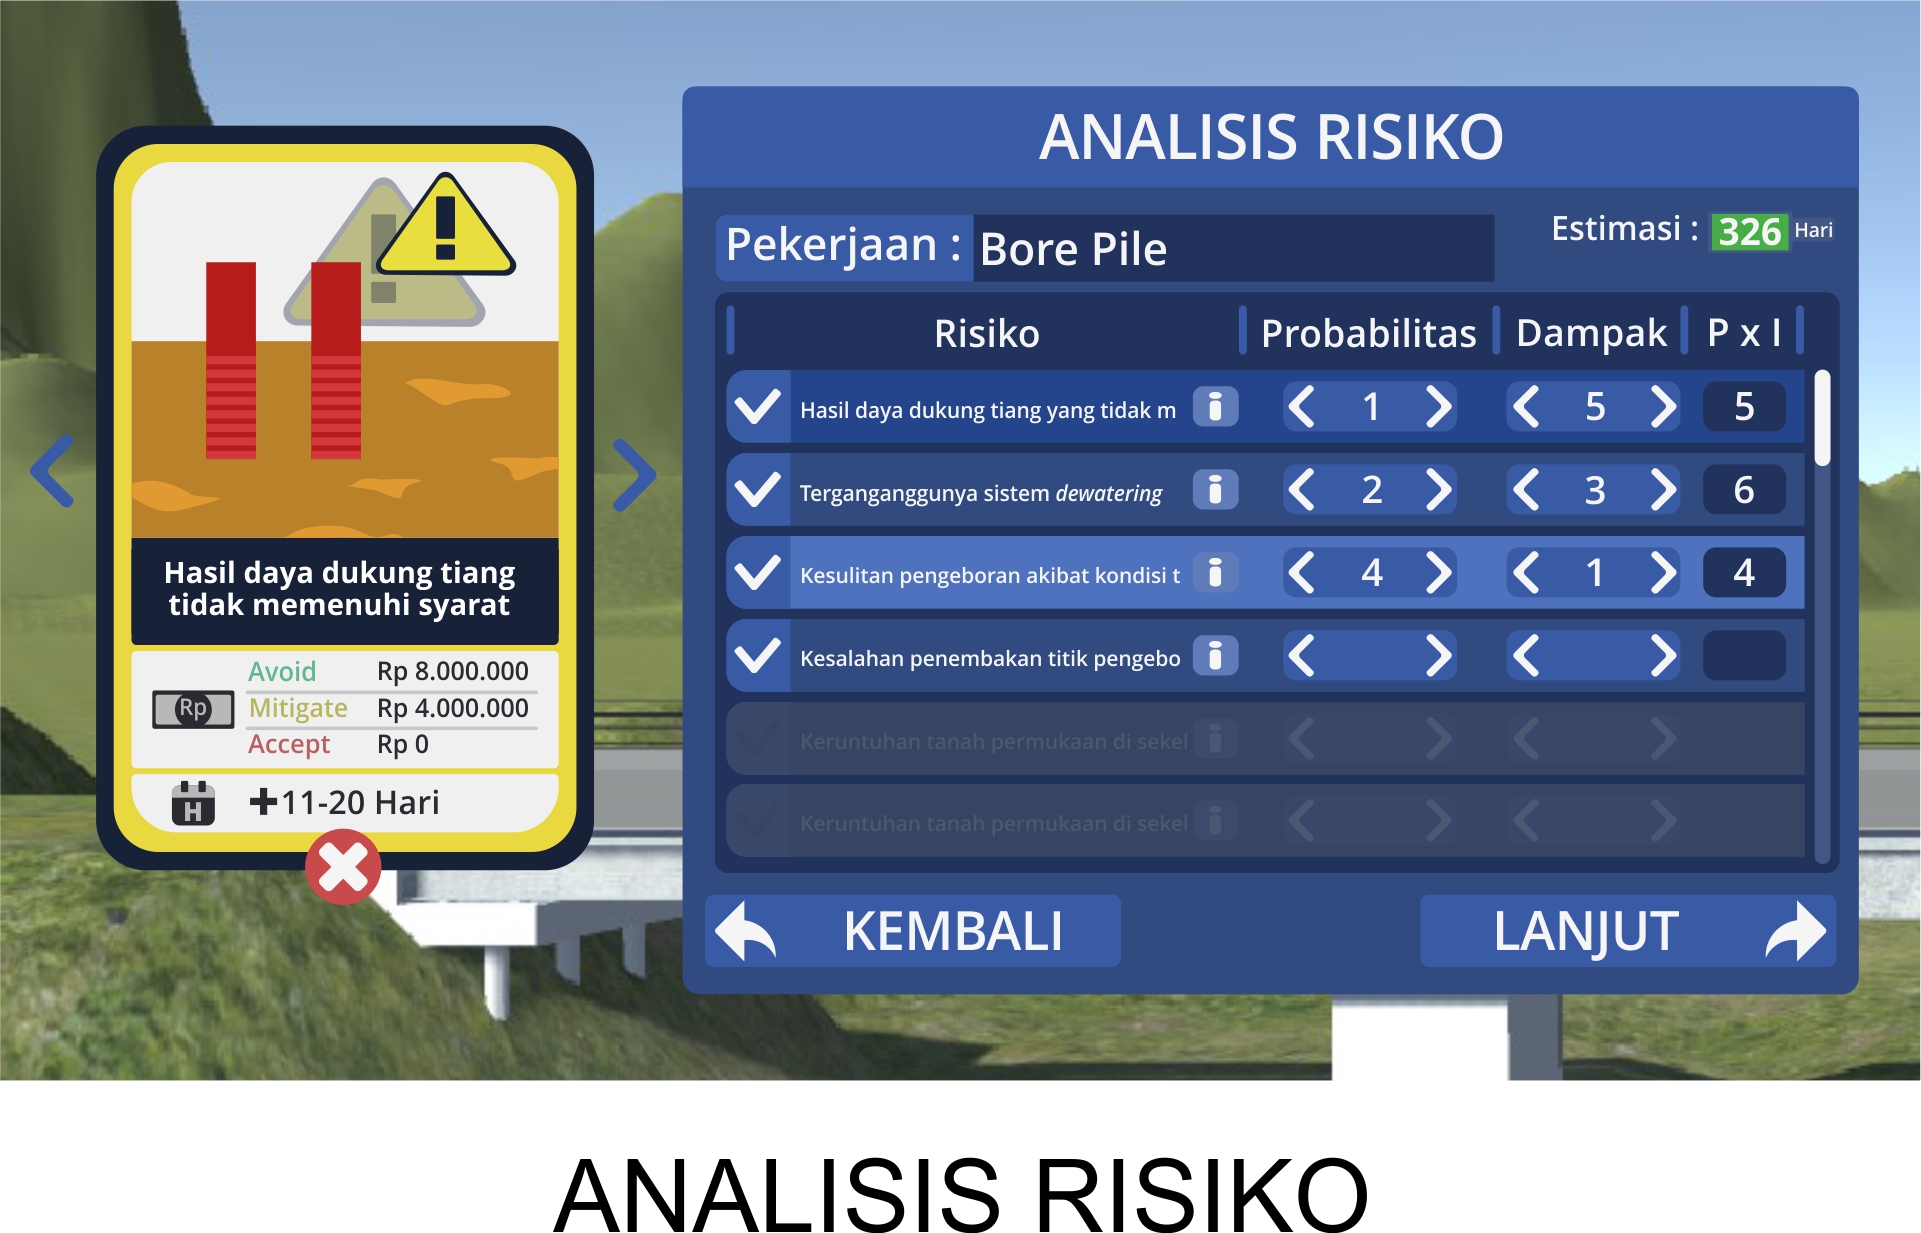 Hasil daya dukung tiang
tidak memenuhi syarat
Rp
Avoid Rp 8.000.000
Mitigate Rp 4.000.000
Accept Rp 0
H +11-20 Hari
ANALISIS RISIKO
Pekerjaan : Bore Pile
Estimasi : 326 Hari
Risiko Probabilitas Dampak P x I
Hasil daya dukung tiang yang tidak m i 1 5 5
Terganganggunya sistem dewatering i 2 3 6
Kesulitan pengeboran akibat kondisi t i 4 1 4
Kesalahan penembakan titik pengebo i
Keruntuhan tanah permukaan di sekel i
Keruntuhan tanah permukaan di sekel i
KEMBALI
LANJUT
ANALISIS RISIKO